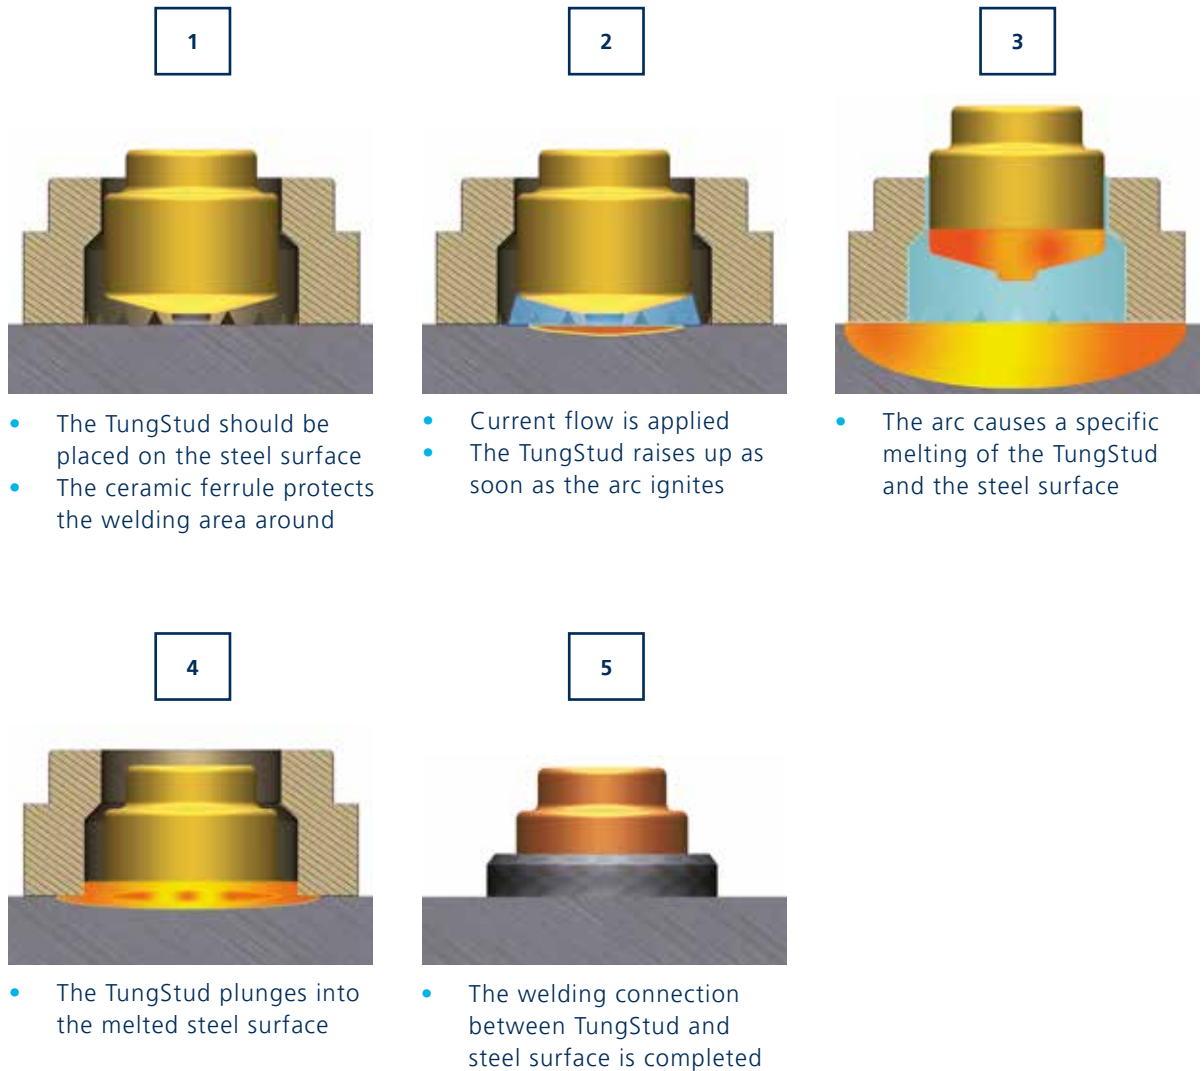 1
2
3
• The TungStud should be
placed on the steel surface
• The ceramic ferrule protects
the welding area around
• Current flow is applied
• The TungStud raises up as
soon as the arc ignites
• The arc causes a specific
melting of the TungStud
and the steel surface
4
5
• The TungStud plunges into
the melted steel surface
• The welding connection
between TungStud and
steel surface is completed